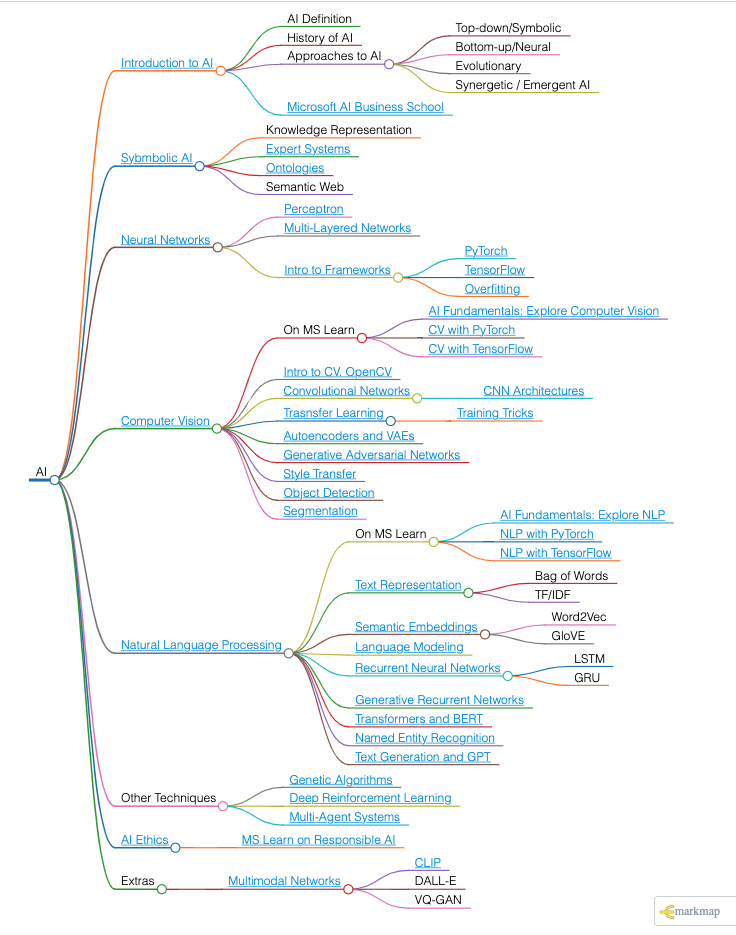 AI Definition
History of AI
Approaches to AI
Top-down/Symbolic
Bottom-up/Neural
Evolutionary
Synergetic / Emergent AI
Introduction to AI
Microsoft AI Business School
Knowledge Representation
Sybmbolic AI
Expert Systems
Ontologies
Semantic Web
Perceptron
Multi-Layered Networks
Neural Networks
Intro to Frameworks
PyTorch
TensorFlow
Overfitting
On MS Learn
AI Fundamentals: Explore Computer Vision
CV with PyTorch
CV with TensorFlow
Intro to CV. OpenCV
Convolutional Networks
CNN Architectures
Computer Vision
Trasnsfer Learning
Training Tricks
Autoencoders and VAEs
Generative Adversarial Networks
Style Transfer
Object Detection
Segmentation
AI
On MS Learn
AI Fundamentals: Explore NLP
NLP with PyTorch
NLP with TensorFlow
Text Representation
Bag of Words
TF/IDF
Semantic Embeddings
Word2Vec
GloVE
Natural Language Processing
Language Modeling
Recurrent Neural Networks
LSTM
GRU
Generative Recurrent Networks
Transformers and BERT
Named Entity Recognition
Text Generation and GPT
Other Techniques
Genetic Algorithms
Deep Reinforcement Learning
Multi-Agent Systems
AI Ethics
MS Learn on Responsible AI
Extras
Multimodal Networks
CLIP
DALL-E
VQ-GAN
markmap